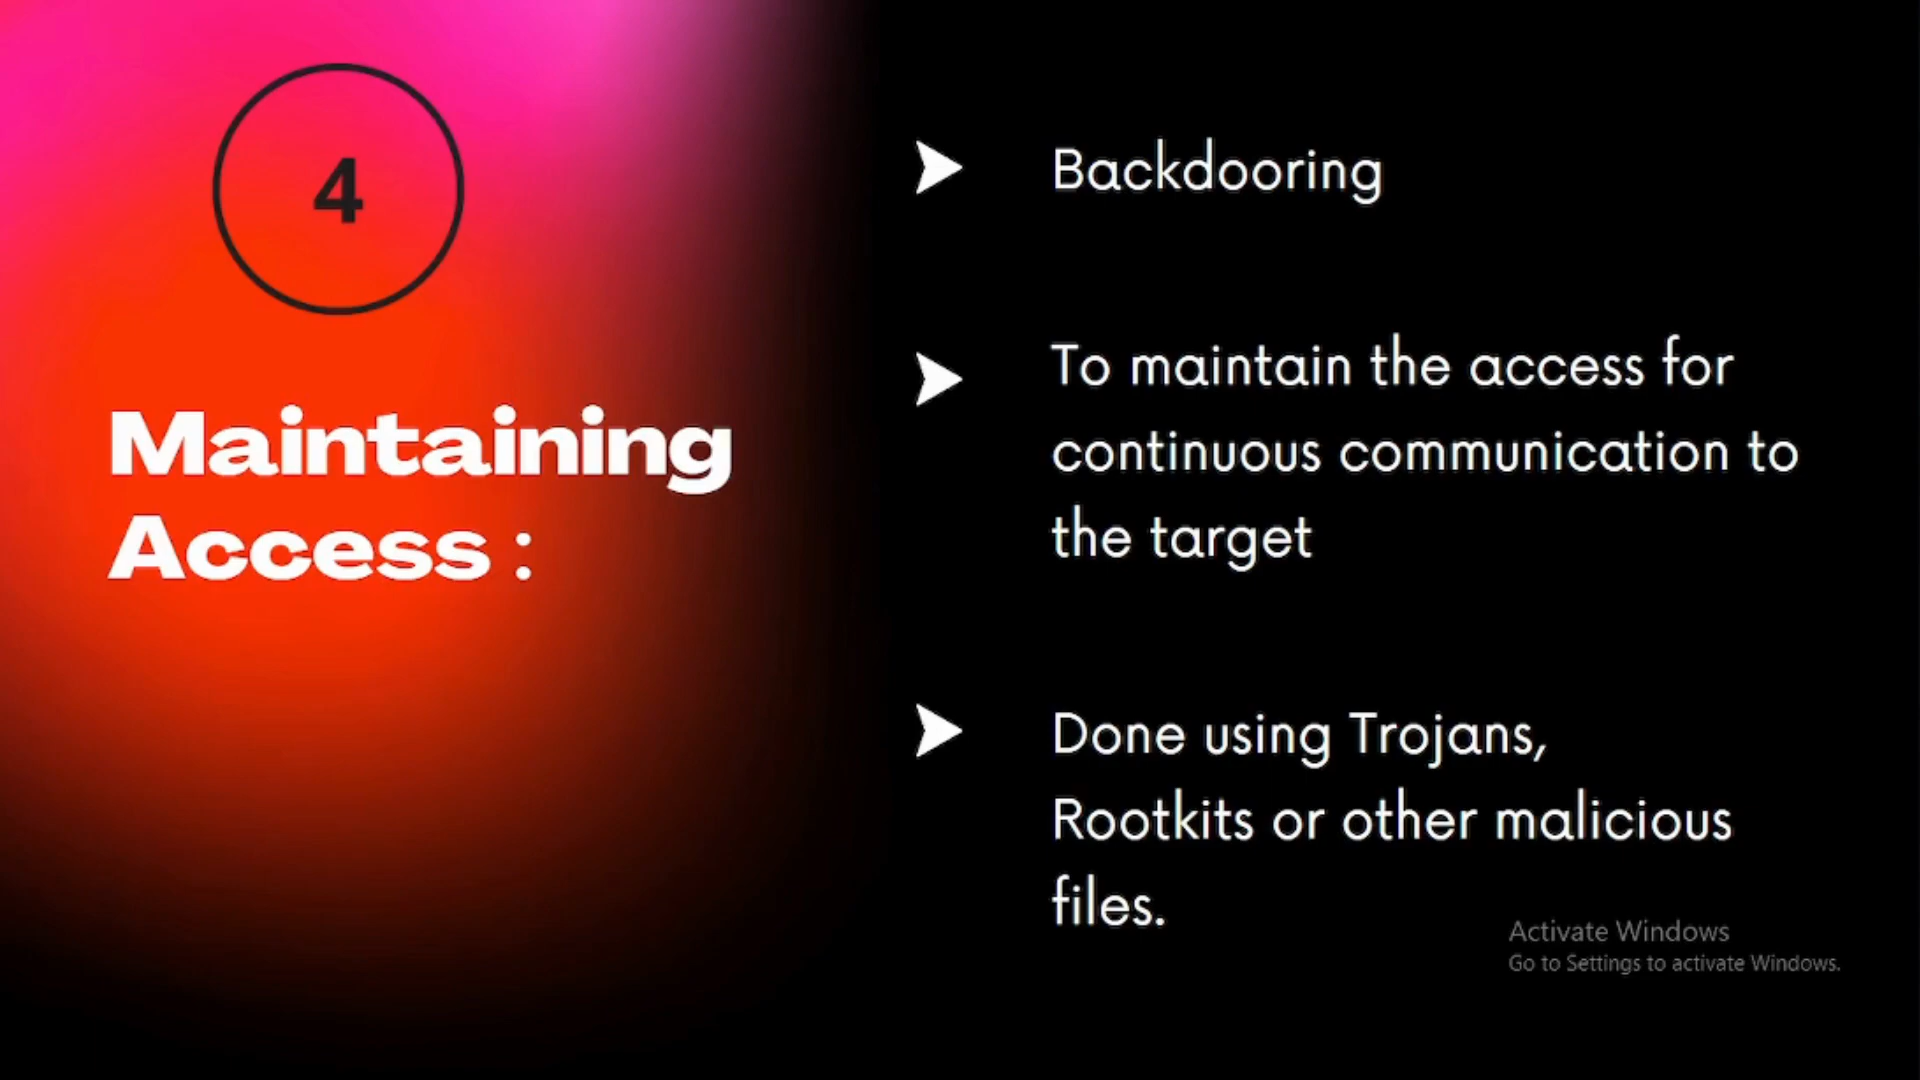 4
Maintaining
Access :
Backdooring
To maintain the access for
continuous communication to
the target
Done using Trojans,
Rootkits or other malicious
files.
Activate Windows
Go to Settings to activate Windows.